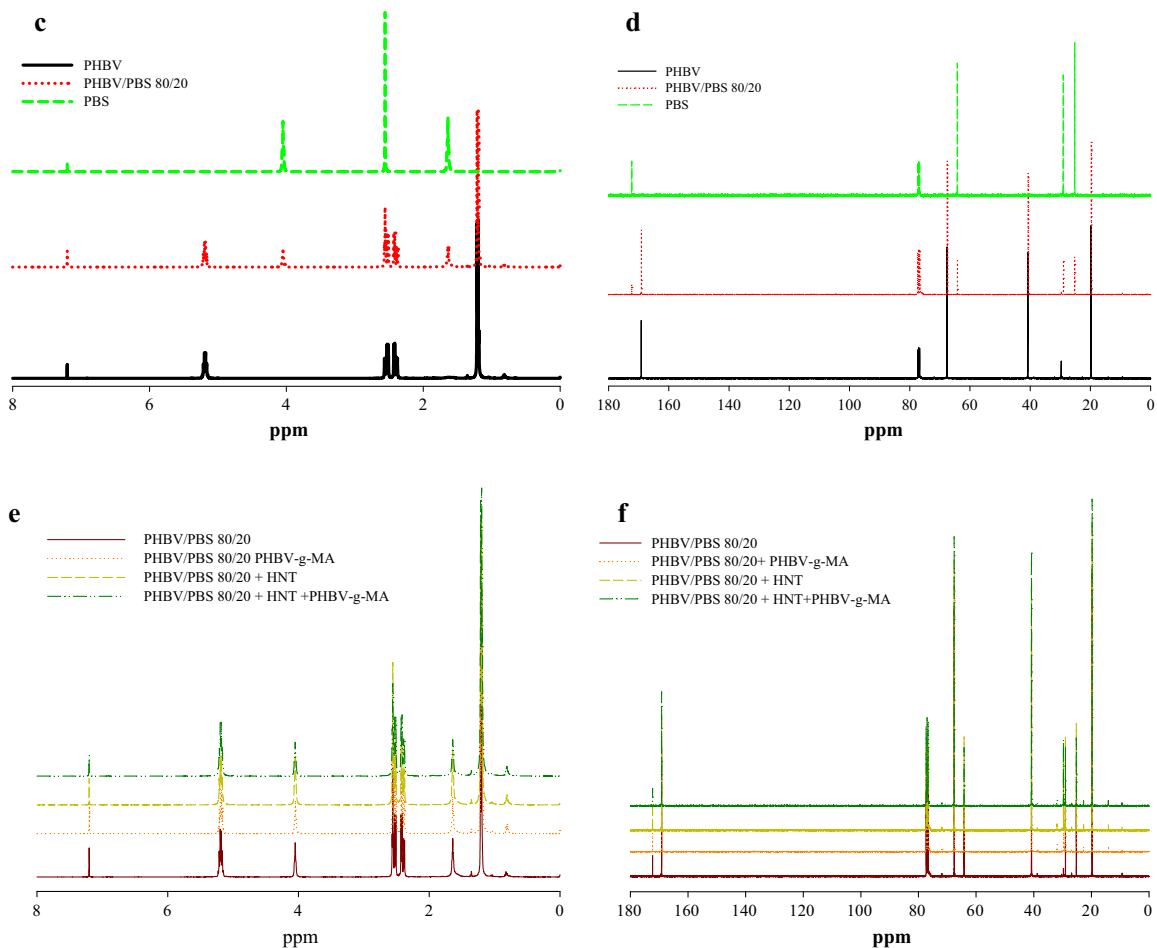 c
PHBV
PHBV/PBS 80/20
PBS
8 6 4 2 0
ppm
d
PHBV
PHBV/PBS 80/20
PBS
180 160 140 120 100 80 60 40 20 0
ppm
e
PHBV/PBS 80/20
PHBV/PBS 80/20 PHBV-g-MA
PHBV/PBS 80/20 + HNT
PHBV/PBS 80/20 + HNT +PHBV-g-MA
8 6 4 2 0
ppm
f
PHBV/PBS 80/20
PHBV/PBS 80/20+ PHBV-g-MA
PHBV/PBS 80/20 + HNT
PHBV/PBS 80/20 + HNT+PHBV-g-MA
180 160 140 120 100 80 60 40 20 0
ppm